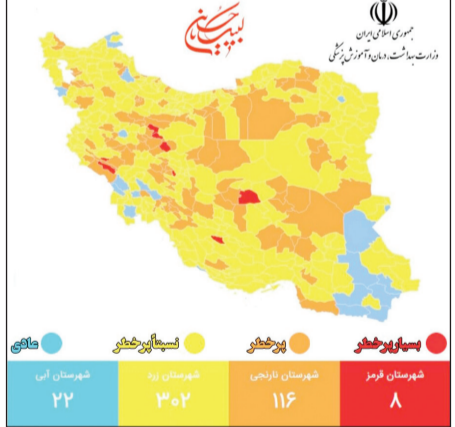 لبیک یا حسین
جمهوری اسلامی ایران
وزارت بهداشت، درمان و آموزش پزشکی
بسیار پرخطر
پرخطر
نسبتاً پرخطر
عادی
شهرستان قرمز
شهرستان نارنجی
شهرستان زرد
شهرستان آبی
۸
۱۱۶
۳۰۲
۲۲